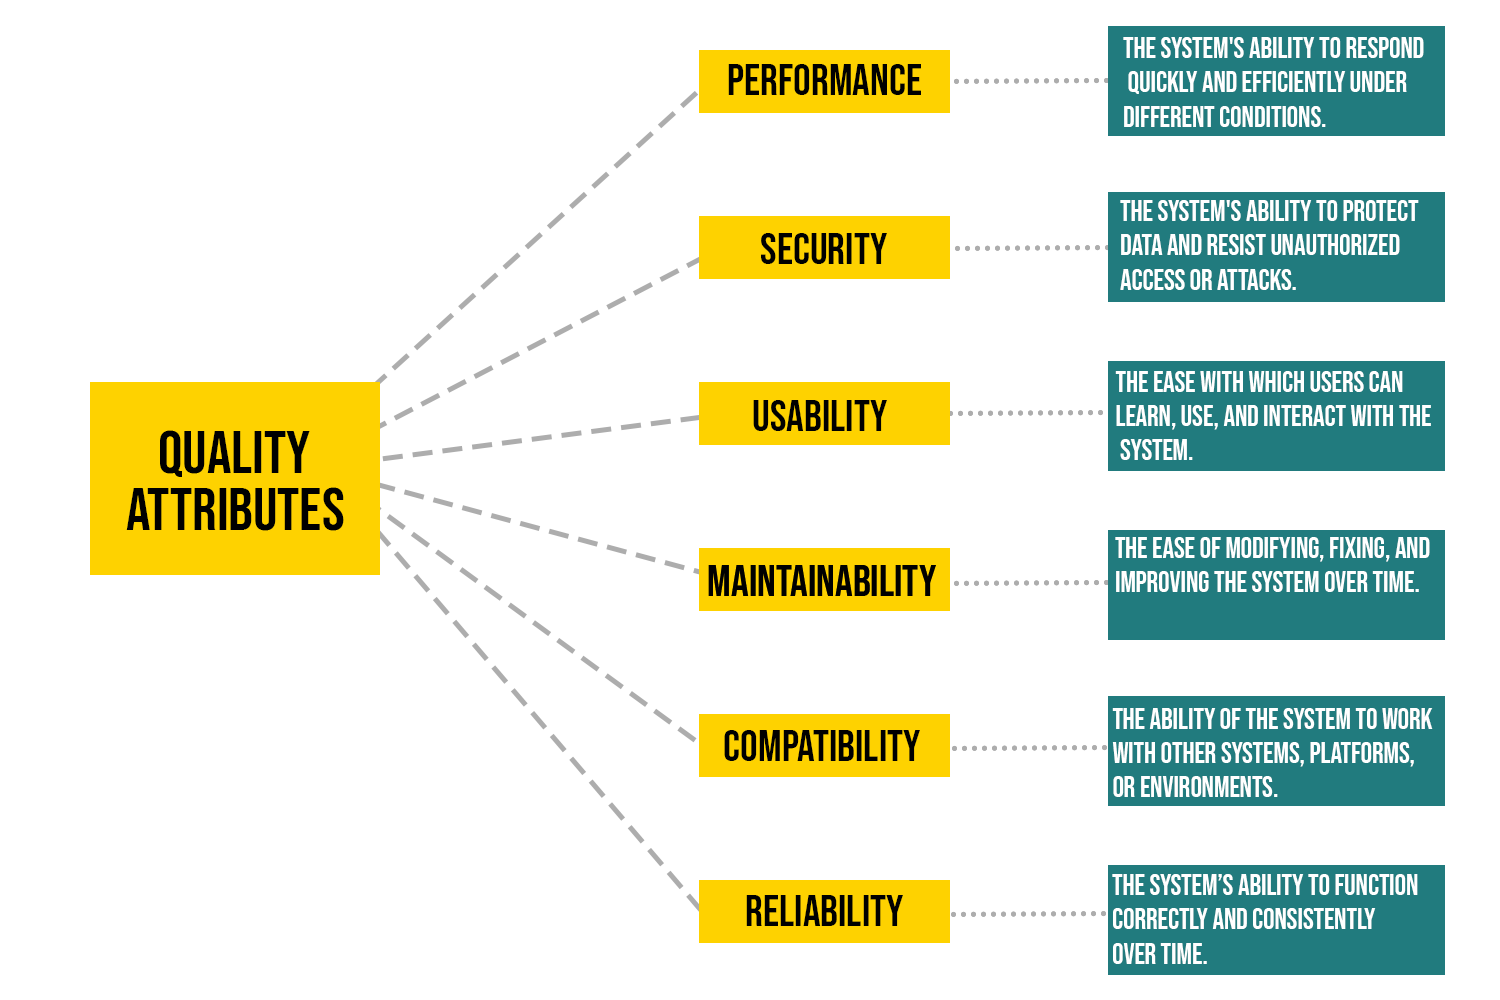 QUALITY
ATTRIBUTES
PERFORMANCE
THE SYSTEM'S ABILITY TO RESPOND
QUICKLY AND EFFICIENTLY UNDER
DIFFERENT CONDITIONS.
SECURITY
THE SYSTEM'S ABILITY TO PROTECT
DATA AND RESIST UNAUTHORIZED
ACCESS OR ATTACKS.
USABILITY
THE EASE WITH WHICH USERS CAN
LEARN, USE, AND INTERACT WITH THE
SYSTEM.
MAINTAINABILITY
THE EASE OF MODIFYING, FIXING, AND
IMPROVING THE SYSTEM OVER TIME.
COMPATIBILITY
THE ABILITY OF THE SYSTEM TO WORK
WITH OTHER SYSTEMS, PLATFORMS,
OR ENVIRONMENTS.
RELIABILITY
THE SYSTEM’S ABILITY TO FUNCTION
CORRECTLY AND CONSISTENTLY
OVER TIME.